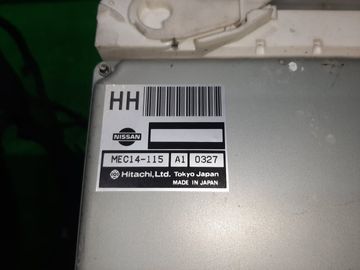 HH
NISSAN
MEC14-115 A1 0327
Hitachi,Ltd. Tokyo Japan
MADE IN JAPAN